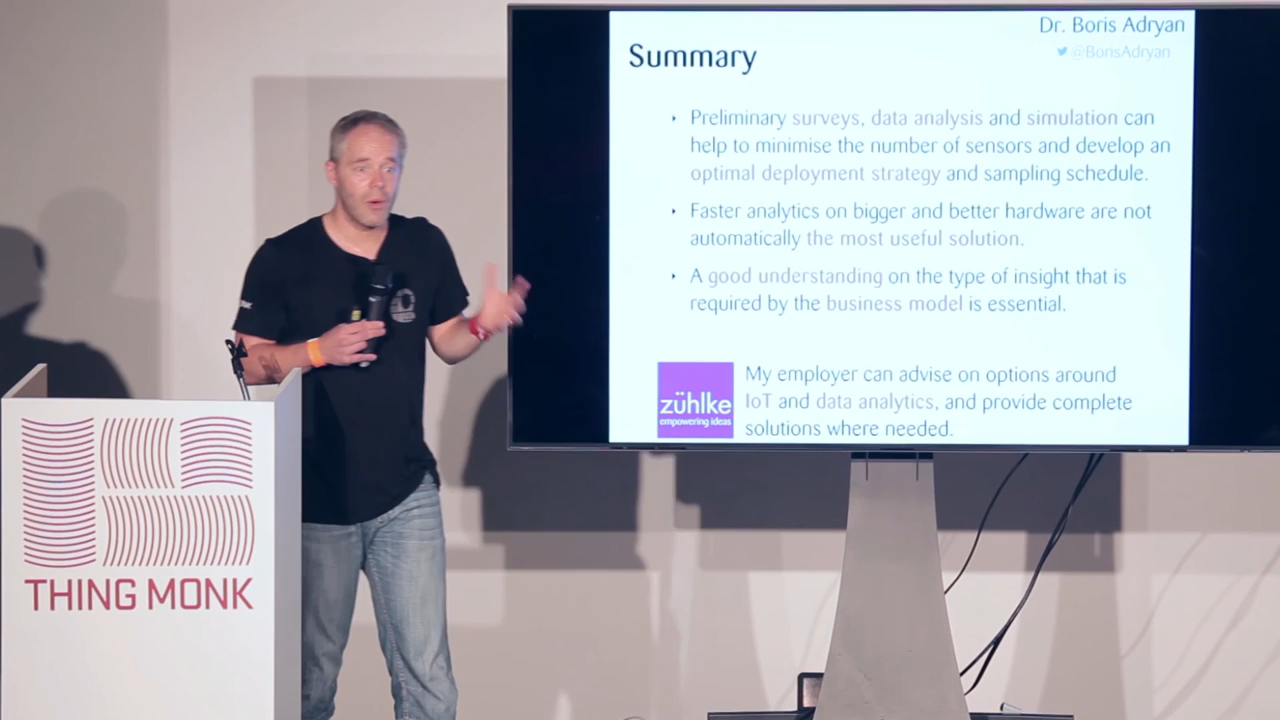 Dr. Boris Adryan
@BorisAdryan
Summary
‣ Preliminary surveys, data analysis and simulation can
help to minimise the number of sensors and develop an
optimal deployment strategy and sampling schedule.
‣ Faster analytics on bigger and better hardware are not
automatically the most useful solution.
‣ A good understanding on the type of insight that is
required by the business model is essential.
zühlke
empowering ideas
My employer can advise on options around
IoT and data analytics, and provide complete
solutions where needed.
THING MONK